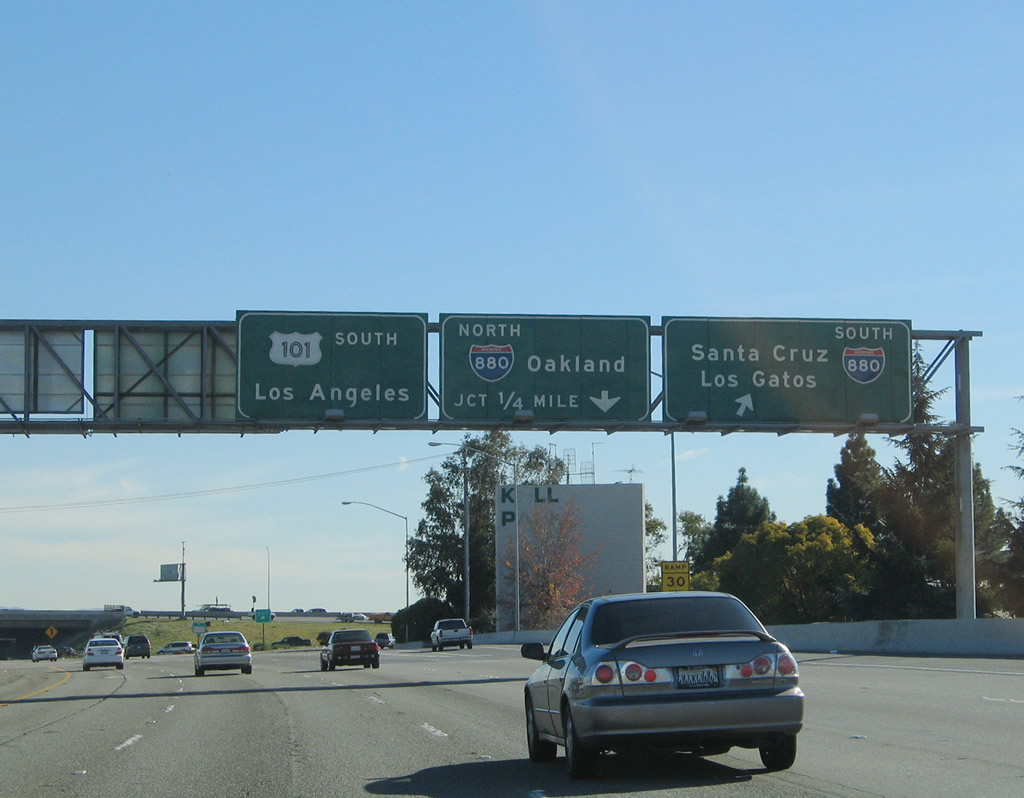 101 SOUTH
Los Angeles
NORTH
880 Oakland
JCT 1/4 MILE
SOUTH
Santa Cruz
Los Gatos
880
K LL
P
RAMP
30